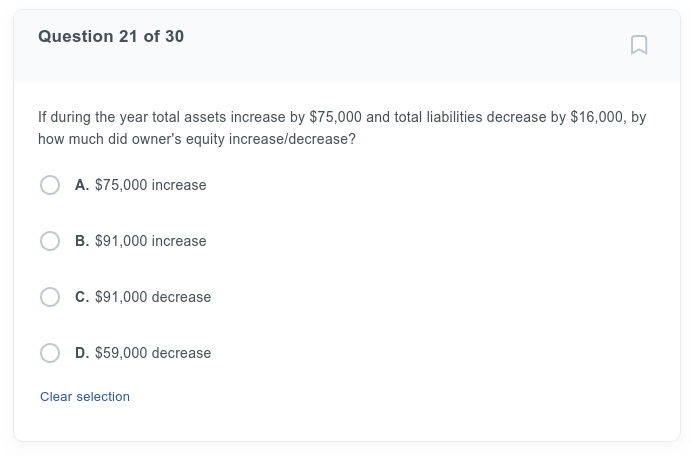 Question 21 of 30
If during the year total assets increase by $75,000 and total liabilities decrease by $16,000, by
how much did owner's equity increase/decrease?
A. $75,000 increase
B. $91,000 increase
C. $91,000 decrease
D. $59,000 decrease
Clear selection